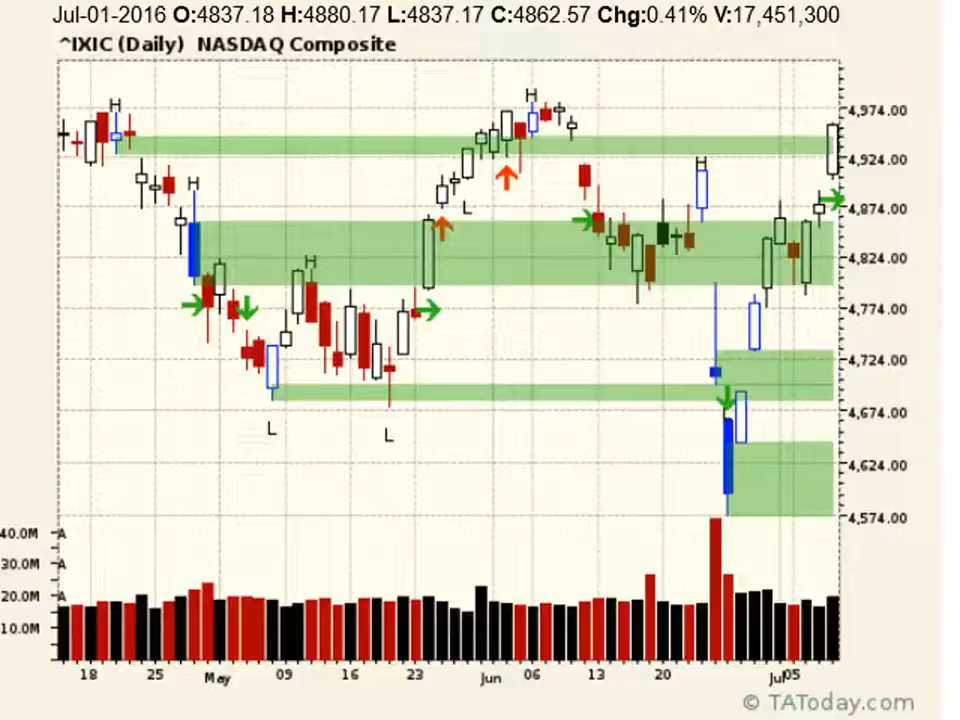 Jul-01-2016 O:4837.18 H:4880.17 L:4837.17 C:4862.57 Chg:0.41% V:17,451,300
^IXIC (Daily) NASDAQ Composite
H
H
4,974.00
H
4,924.00
H
L
4,874.00
4,824.00
H
4,774.00
4,724.00
4,674.00
L
L
4,624.00
4,574.00
40.0M A
30.0M A
20.0M A
10.0M
18 25 May 09 16 23 Jun 06 13 20 Jul 05
© TAToday.com